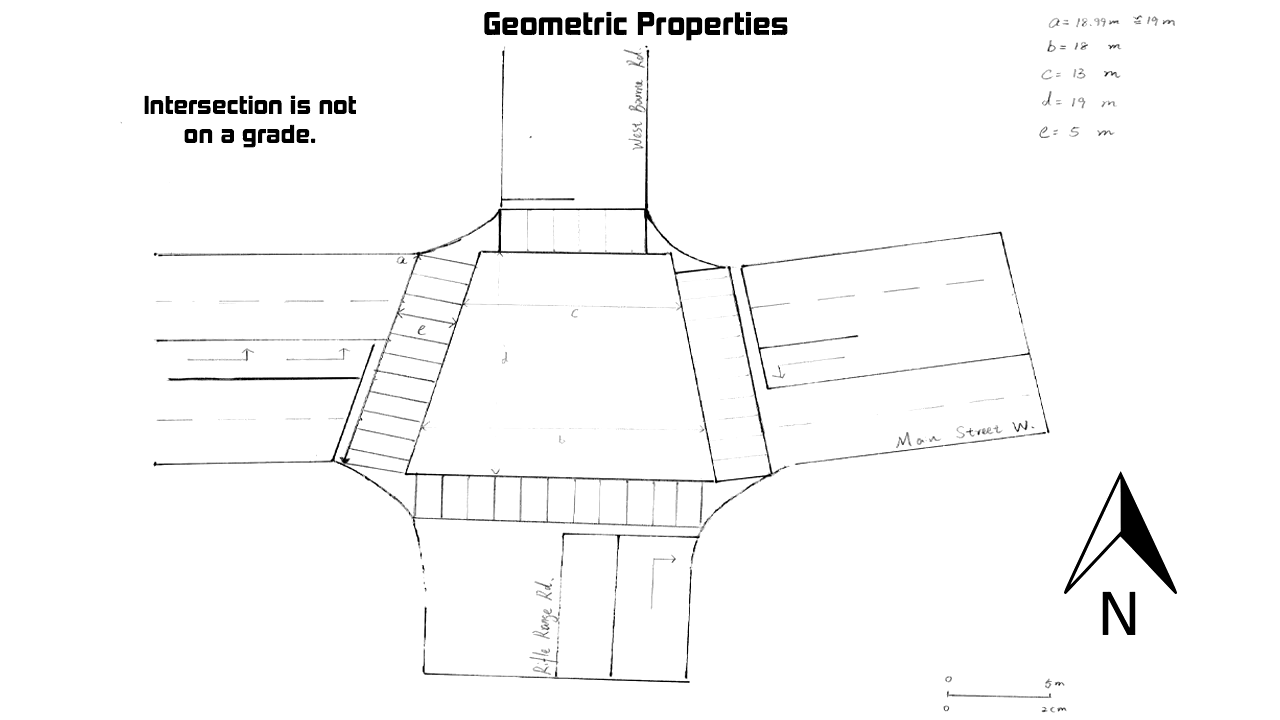 Geometric Properties
Intersection is not
on a grade.
a = 18.99m ≈ 19 m
b = 18 m
c = 13 m
d = 19 m
e = 5 m
West Bourne Rd.
a
e
c
d
b
Main Street W.
Rifle Range Rd.
N
0 5m
0 2cm